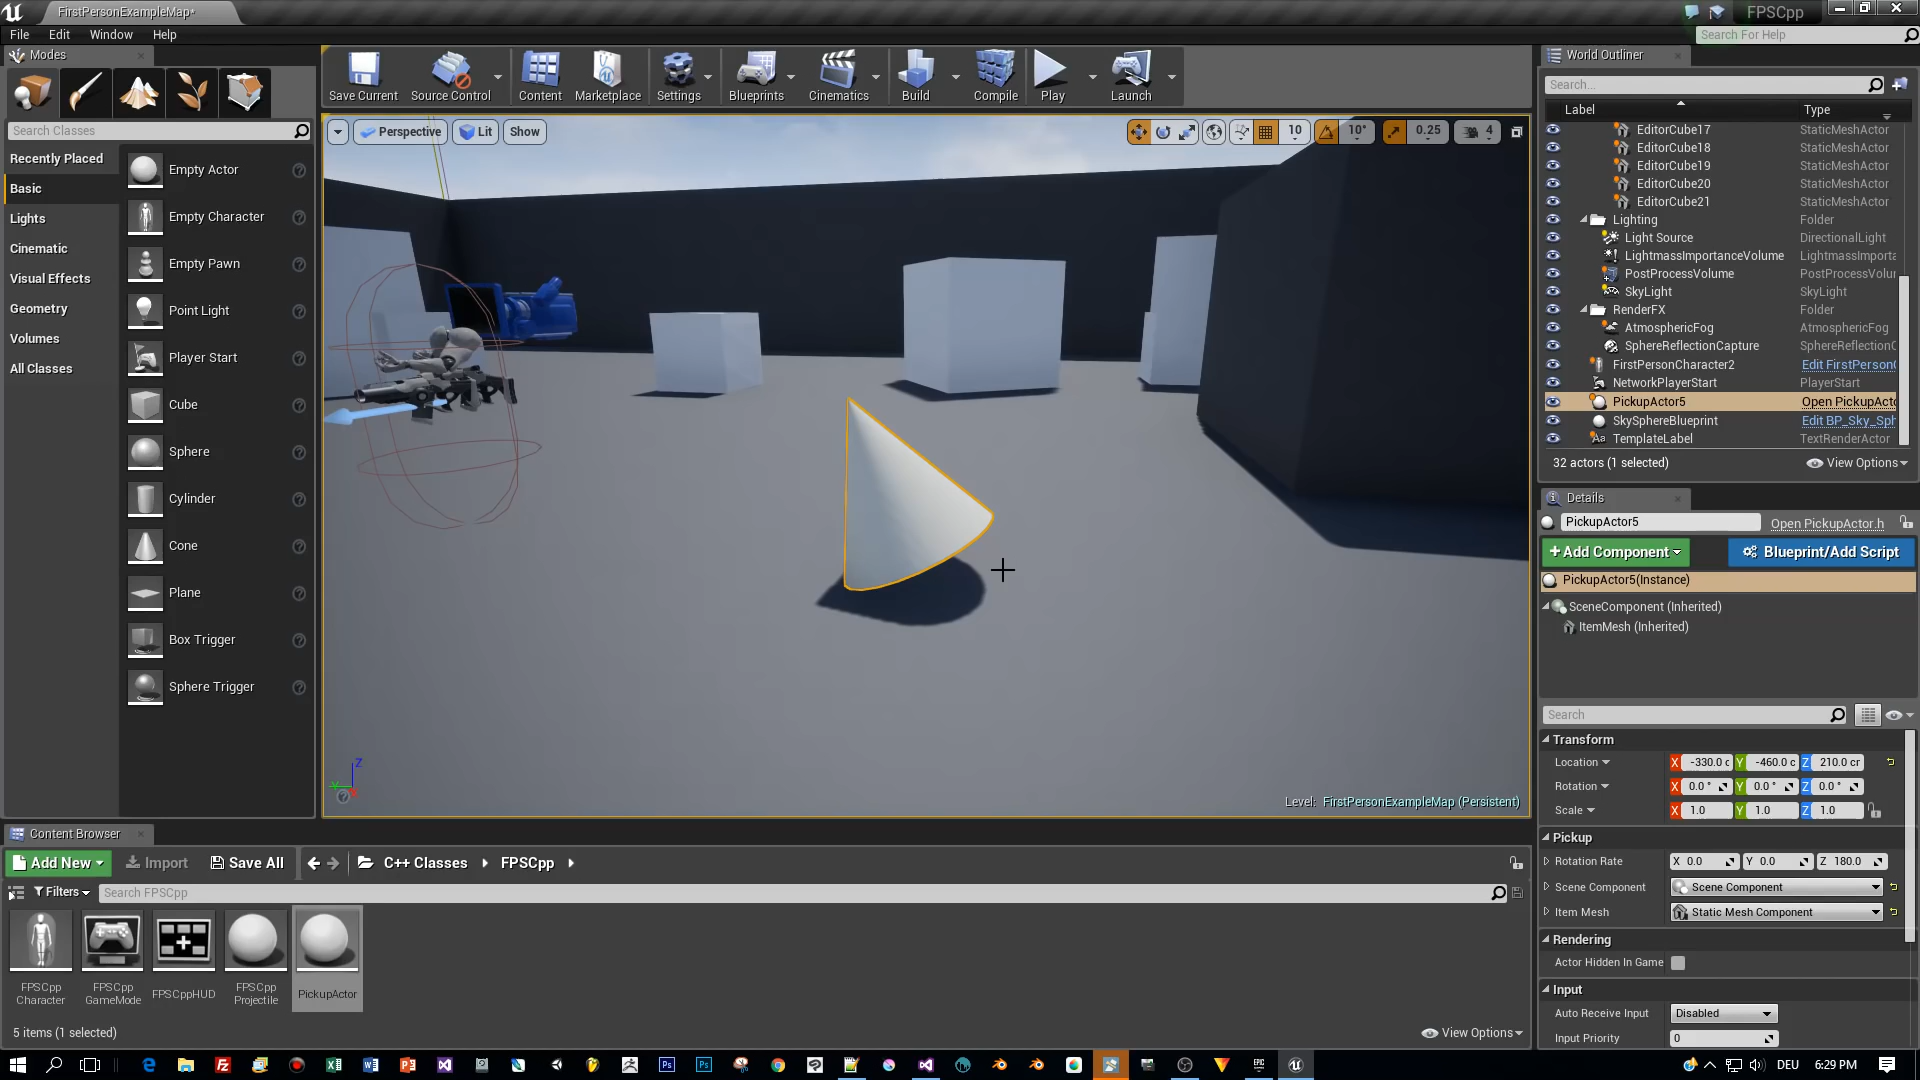 FirstPersonExampleMap*
FPSCpp
File Edit Window Help
Search For Help
Modes
Search Classes
Recently Placed
Basic
Lights
Cinematic
Visual Effects
Geometry
Volumes
All Classes
Empty Actor
Empty Character
Empty Pawn
Point Light
Player Start
Cube
Sphere
Cylinder
Cone
Plane
Box Trigger
Sphere Trigger
Save Current Source Control Content Marketplace Settings Blueprints Cinematics Build Compile Play Launch
Perspective Lit Show
10 10° 0.25 4
Level: FirstPersonExampleMap (Persistent)
World Outliner
Search...
Label Type
EditorCube17 StaticMeshActor
EditorCube18 StaticMeshActor
EditorCube19 StaticMeshActor
EditorCube20 StaticMeshActor
EditorCube21 StaticMeshActor
Lighting Folder
Light Source DirectionalLight
LightmassImportanceVolume LightmassImporta
PostProcessVolume PostProcessVolu
SkyLight SkyLight
RenderFX Folder
AtmosphericFog AtmosphericFog
SphereReflectionCapture SphereReflectionC
FirstPersonCharacter2 Edit FirstPersonC
NetworkPlayerStart PlayerStart
PickupActor5 Open PickupActo
SkySphereBlueprint Edit BP_Sky_Sph
TemplateLabel TextRenderActor
32 actors (1 selected) View Options
Details
PickupActor5 Open PickupActor.h
+Add Component Blueprint/Add Script
PickupActor5(Instance)
SceneComponent (Inherited)
ItemMesh (Inherited)
Search
Transform
Location X -330.0 c Y -460.0 c Z 210.0 cr
Rotation X 0.0 ° Y 0.0 ° Z 0.0 °
Scale X 1.0 Y 1.0 Z 1.0
Pickup
Rotation Rate X 0.0 Y 0.0 Z 180.0
Scene Component Scene Component
Item Mesh Static Mesh Component
Rendering
Actor Hidden In Game
Input
Auto Receive Input Disabled
Input Priority 0
Content Browser
Add New Import Save All C++ Classes FPSCpp
Filters Search FPSCpp
FPSCpp Character
FPSCpp GameMode
FPSCppHUD
FPSCpp Projectile
PickupActor
5 items (1 selected) View Options
DEU 6:29 PM